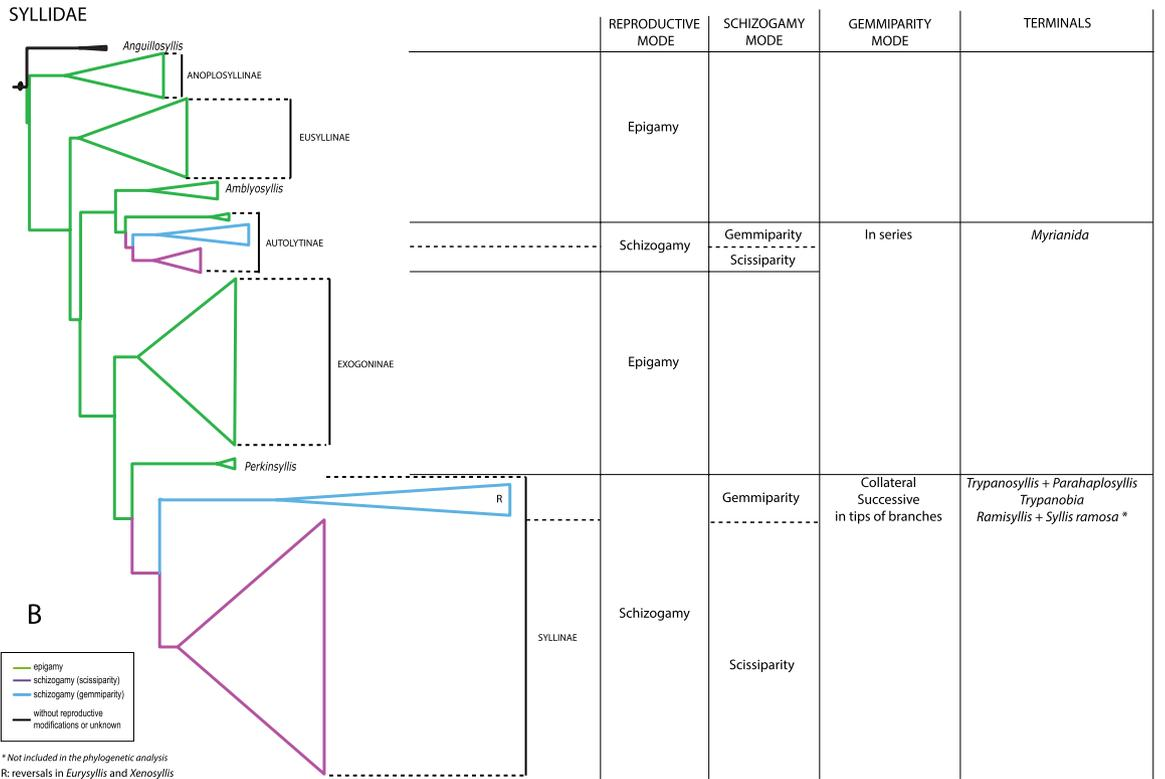 SYLLIDAE
REPRODUCTIVE
MODE
SCHIZOGAMY
MODE
GEMMIPARITY
MODE
TERMINALS
Anguillosyllis
ANOPLOSYLLINAE
EUSYLLINAE
Epigamy
Amblyosyllis
AUTOLYTINAE
Schizogamy
Gemmiparity
Scissiparity
In series
Myrianida
EXOGONINAE
Epigamy
Perkinsyllis
R
Gemmiparity
Collateral
Successive
in tips of branches
Trypanosyllis + Parahaplosyllis
Trypanobia
Ramisyllis + Syllis ramosa *
SYLLINAE
Schizogamy
Scissiparity
B
epigamy
schizogamy (scissiparity)
schizogamy (gemmiparity)
without reproductive
modifications or unknown
* Not included in the phylogenetic analysis
R: reversals in Eurysyllis and Xenosyllis